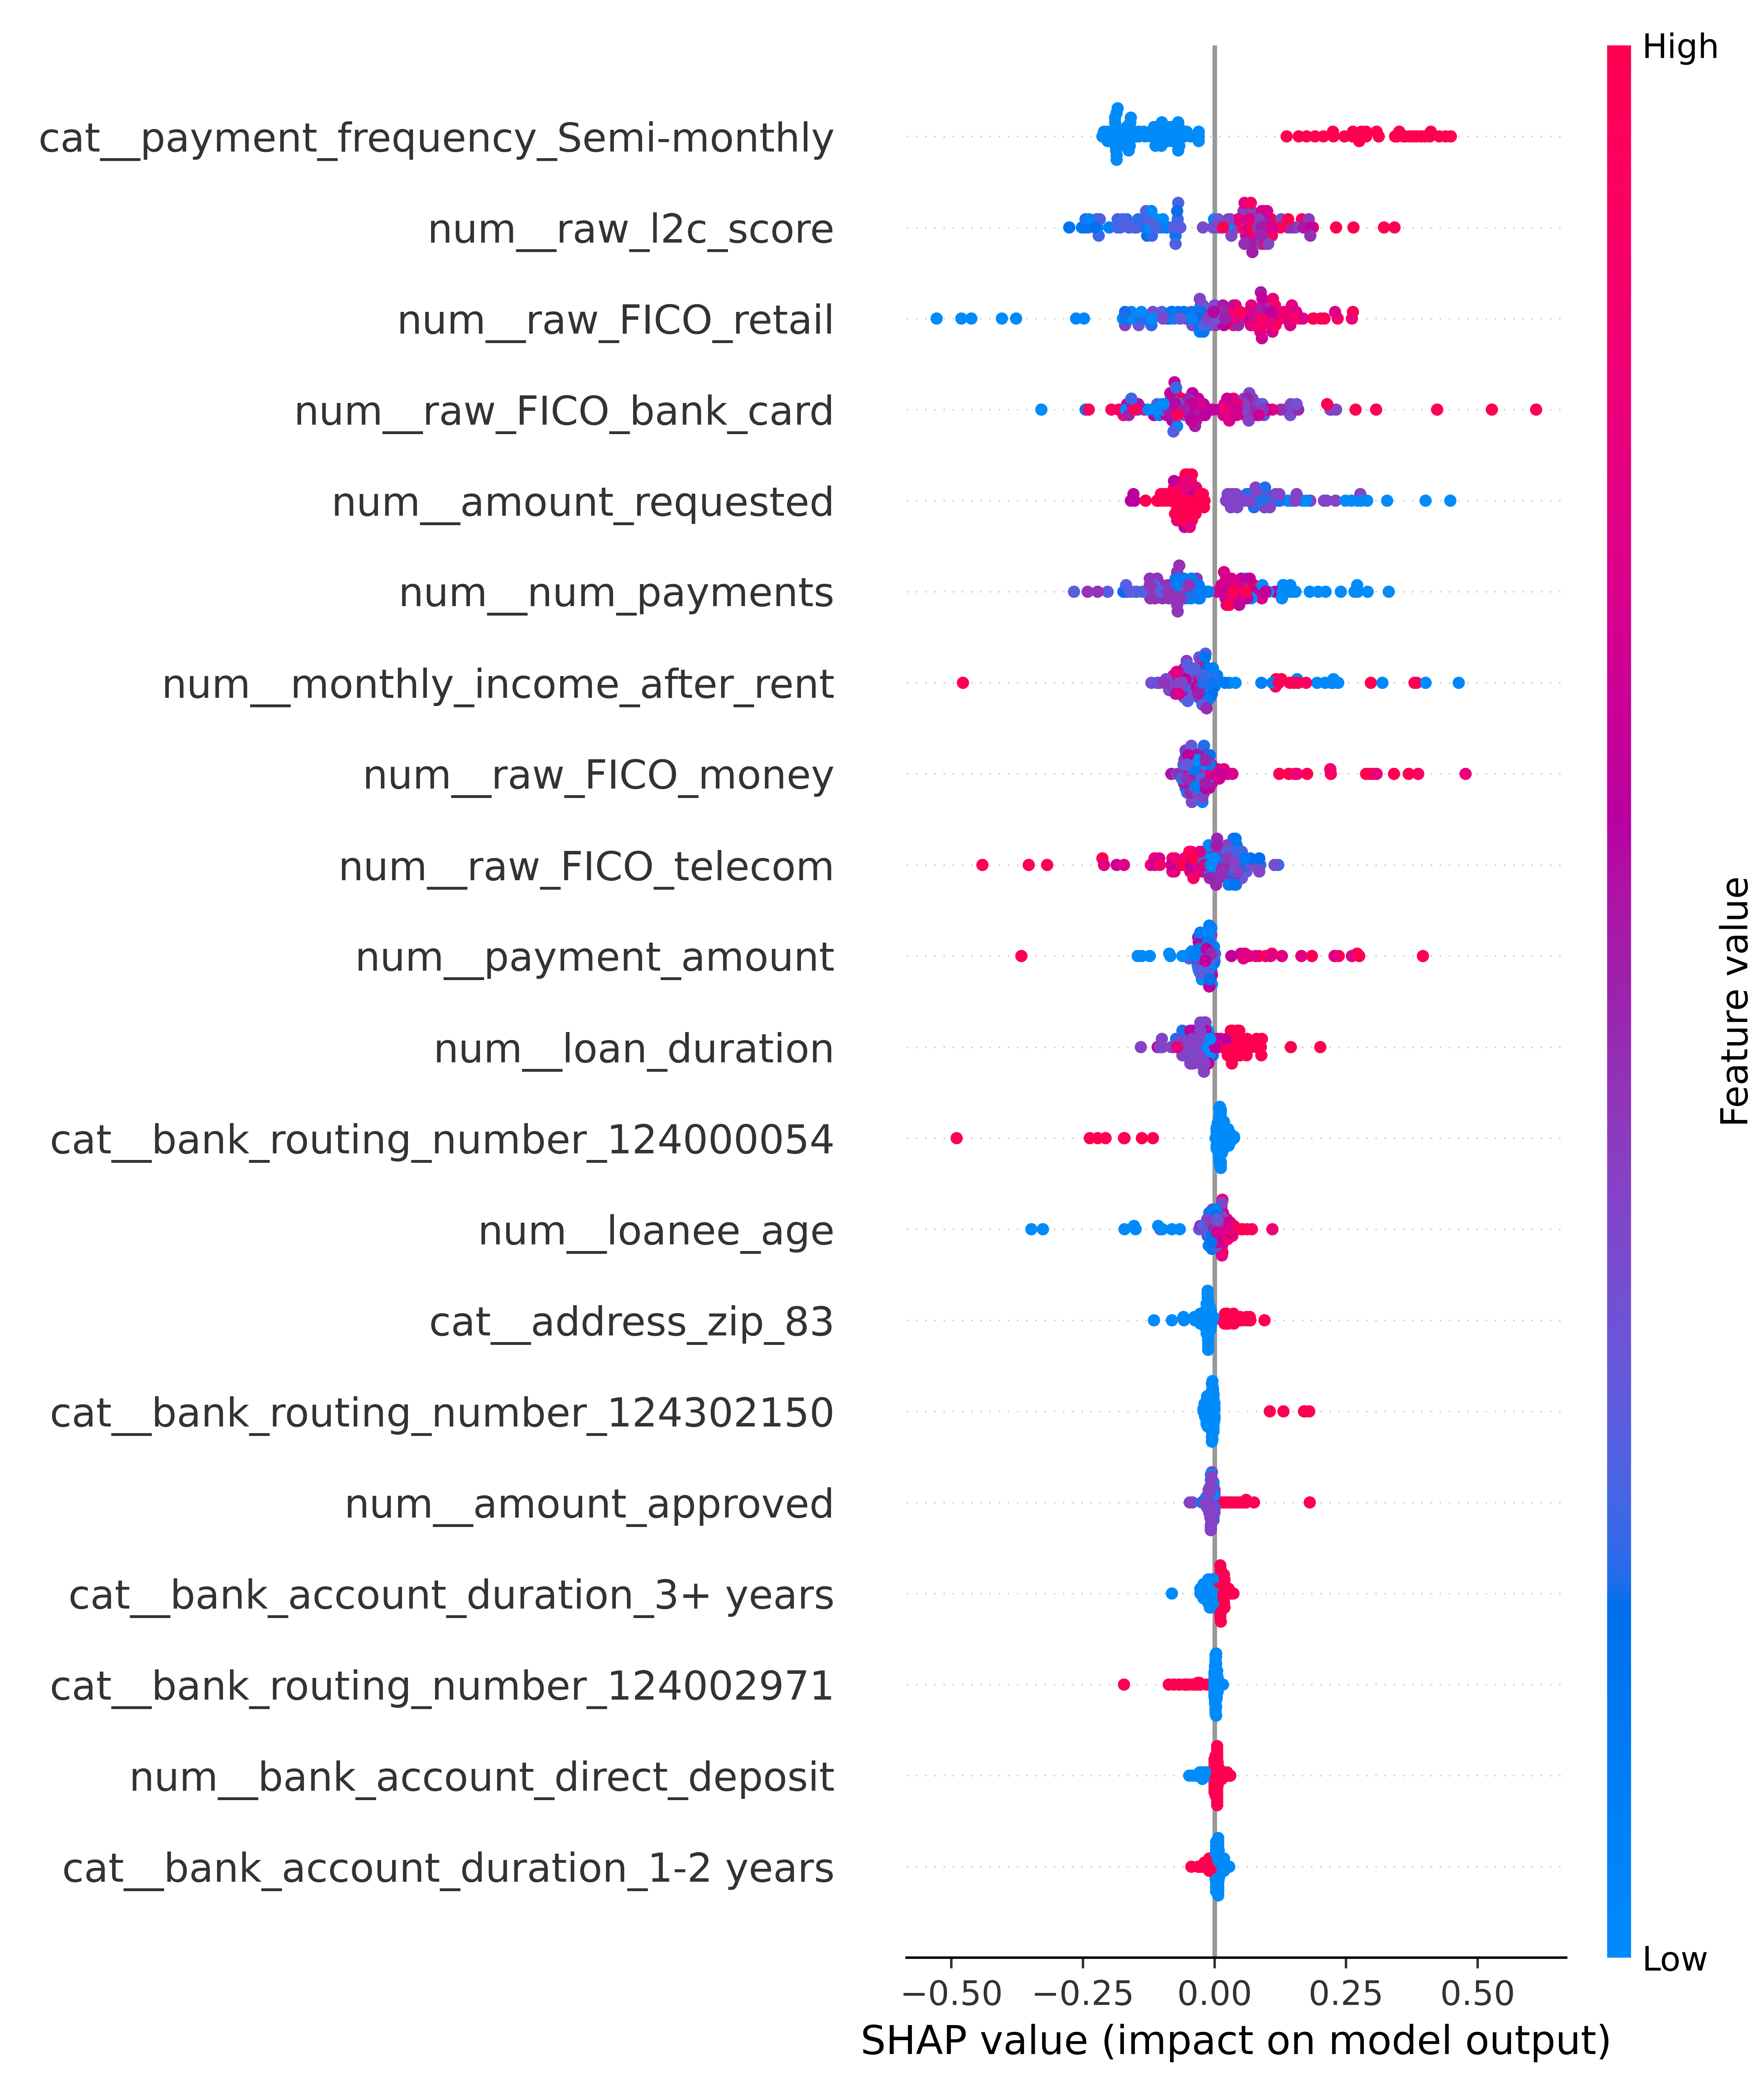 High
cat__payment_frequency_Semi-monthly
num__raw_l2c_score
num__raw_FICO_retail
num__raw_FICO_bank_card
num__amount_requested
num__num_payments
num__monthly_income_after_rent
num__raw_FICO_money
num__raw_FICO_telecom
num__payment_amount
num__loan_duration
cat__bank_routing_number_124000054
num__loanee_age
cat__address_zip_83
cat__bank_routing_number_124302150
num__amount_approved
cat__bank_account_duration_3+ years
cat__bank_routing_number_124002971
num__bank_account_direct_deposit
cat__bank_account_duration_1-2 years
Feature value
Low
−0.50 −0.25 0.00 0.25 0.50
SHAP value (impact on model output)